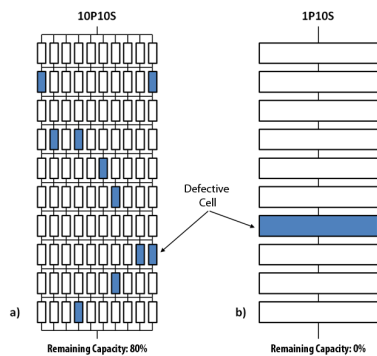 10P10S
1P10S
Defective
Cell
a)
b)
Remaining Capacity: 80%
Remaining Capacity: 0%